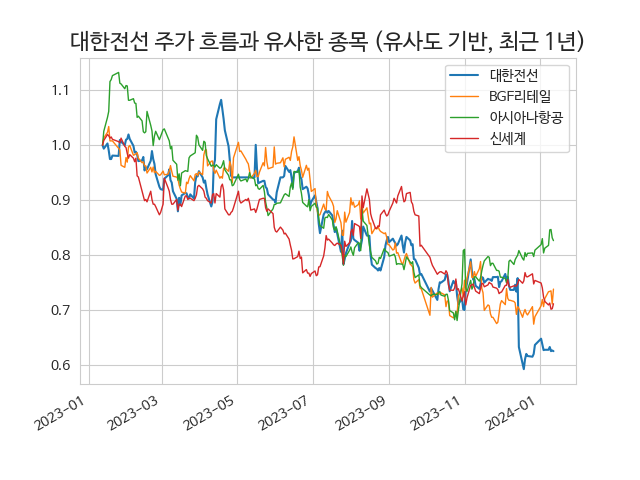 대한전선 주가 흐름과 유사한 종목 (유사도 기반, 최근 1년)
대한전선
BGF리테일
아시아나항공
신세계
1.1
1.0
0.9
0.8
0.7
0.6
2023-01
2023-03
2023-05
2023-07
2023-09
2023-11
2024-01